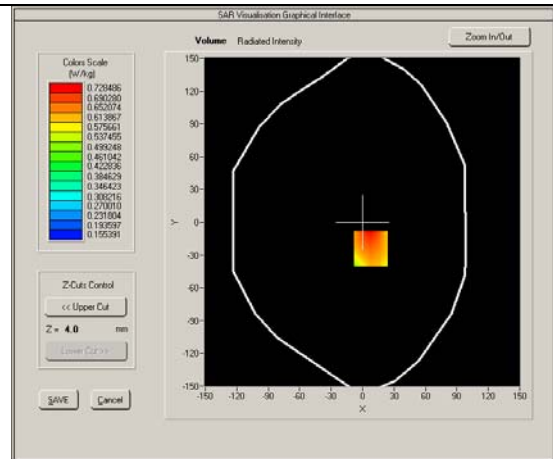 SAR Visualisation Graphical Interface
Volume Radiated Intensity
Zoom In/Out
Colors Scale
(W/kg)
0.728486
0.690280
0.652074
0.613867
0.575661
0.537455
0.499248
0.461042
0.422836
0.384629
0.346423
0.308216
0.270010
0.231804
0.193597
0.155391
Z-Cuts Control
<< Upper Cut
Z = 4.0 mm
Lower Cut >>
SAVE Cancel
150
120
90
60
30
0
-30
-60
-90
-120
-150
Y
-150 -120 -90 -60 -30 0 30 60 90 120 150
X